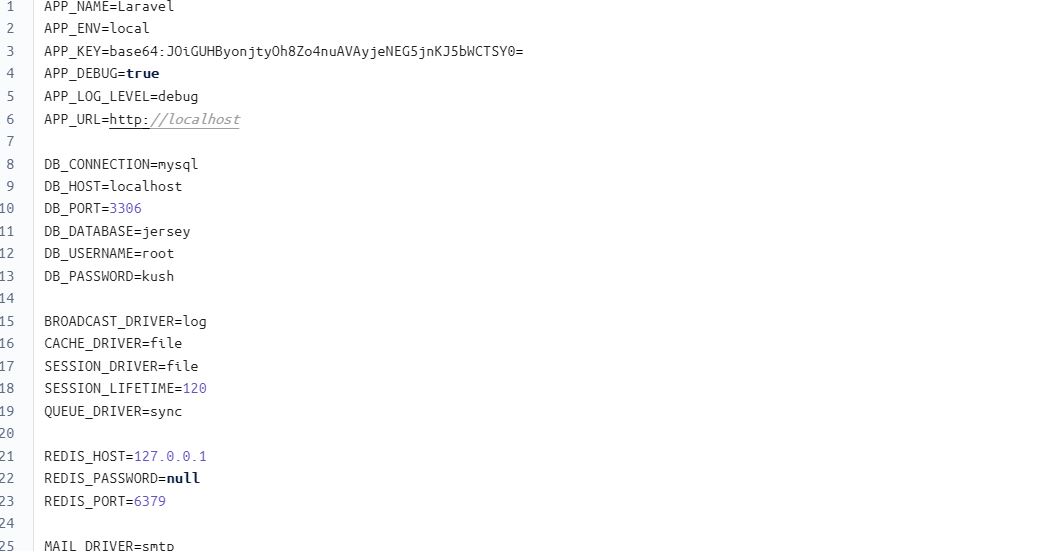 1 APP_NAME=Laravel
2 APP_ENV=local
3 APP_KEY=base64:JOiGUHByonjtyOh8Zo4nuAVAyjeNEG5jnKJ5bWCTSY0=
4 APP_DEBUG=true
5 APP_LOG_LEVEL=debug
6 APP_URL=http://localhost
7
8 DB_CONNECTION=mysql
9 DB_HOST=localhost
10 DB_PORT=3306
11 DB_DATABASE=jersey
12 DB_USERNAME=root
13 DB_PASSWORD=kush
14
15 BROADCAST_DRIVER=log
16 CACHE_DRIVER=file
17 SESSION_DRIVER=file
18 SESSION_LIFETIME=120
19 QUEUE_DRIVER=sync
20
21 REDIS_HOST=127.0.0.1
22 REDIS_PASSWORD=null
23 REDIS_PORT=6379
24
25 MAIL_DRIVER=smtp